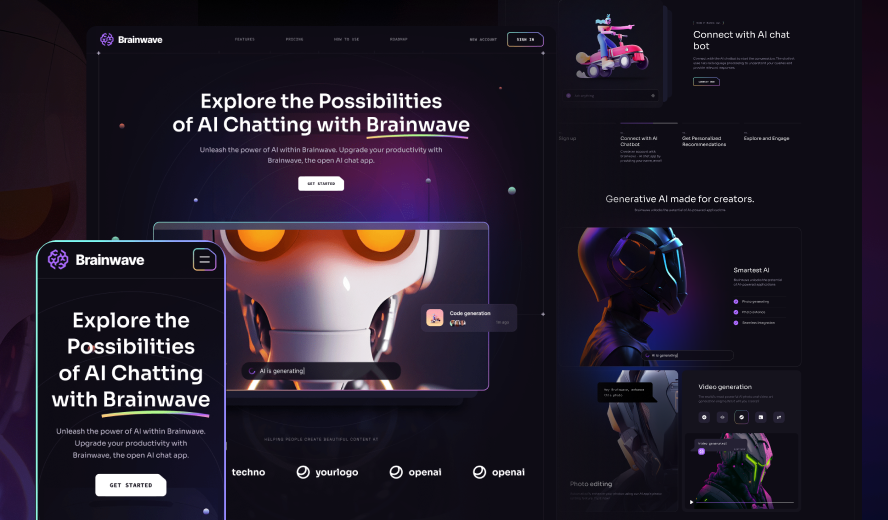 Brainwave
FEATURES
PRICING
HOW TO USE
ROADMAP
NEW ACCOUNT
SIGN IN
Explore the Possibilities
of AI Chatting with Brainwave
Unleash the power of AI within Brainwave. Upgrade your productivity with
Brainwave, the open AI chat app.
GET STARTED
Code generation
AI is generating|
HELPING PEOPLE CREATE BEAUTIFUL CONTENT AT
techno
yourlogo
openai
openai
Brainwave
Explore the
Possibilities
of AI Chatting
with Brainwave
Unleash the power of AI within Brainwave.
Upgrade your productivity with
Brainwave, the open AI chat app.
GET STARTED
Connect with AI chat
bot
Sign up
Connect with AI
Chatbot
Get Personalized
Recommendations
Explore and Engage
Generative AI made for creators.
Smartest AI
Photo generating
Seamless integration
AI is generating|
Hey Brainwave, enhance
this photo
Photo editing
Video generation
Video generated!